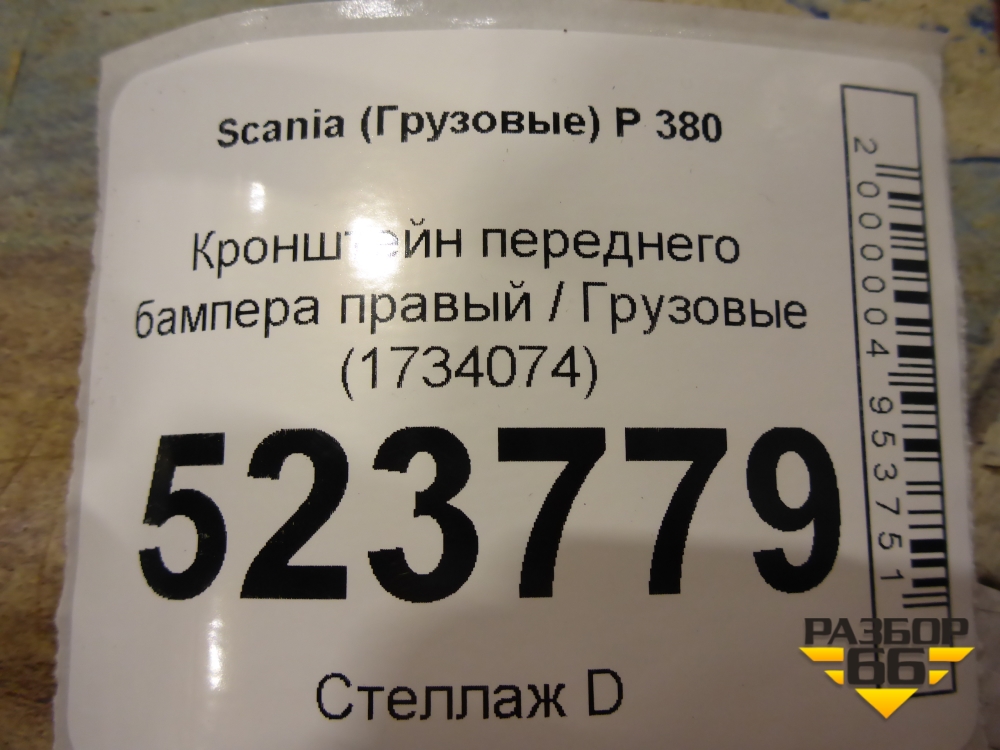 Scania (Грузовые) P 380
Кронштейн переднего
бампера правый / Грузовые
(1734074)
523779
Стеллаж D
2000004953751
РАЗБОР
66